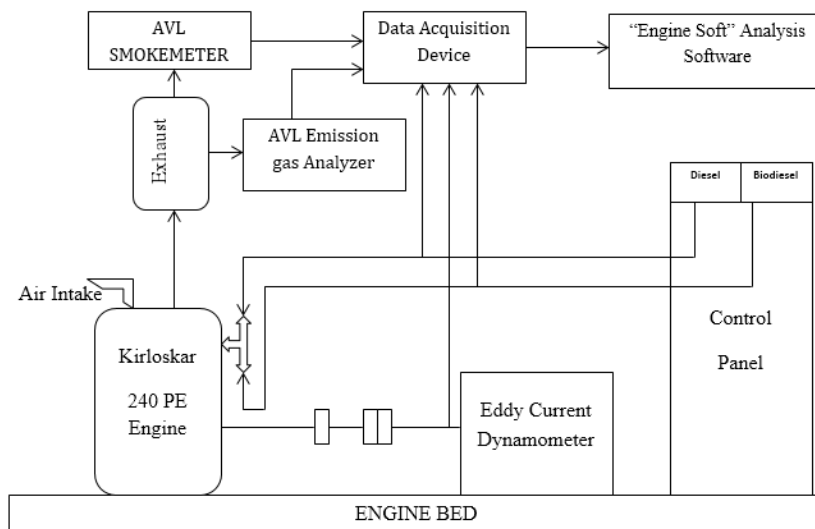 AVL
SMOKEMETER
Data Acquisition
Device
“Engine Soft” Analysis
Software
Exhaust
AVL Emission
gas Analyzer
Diesel
Biodiesel
Air Intake
Kirloskar
240 PE
Engine
Control
Panel
Eddy Current
Dynamometer
ENGINE BED